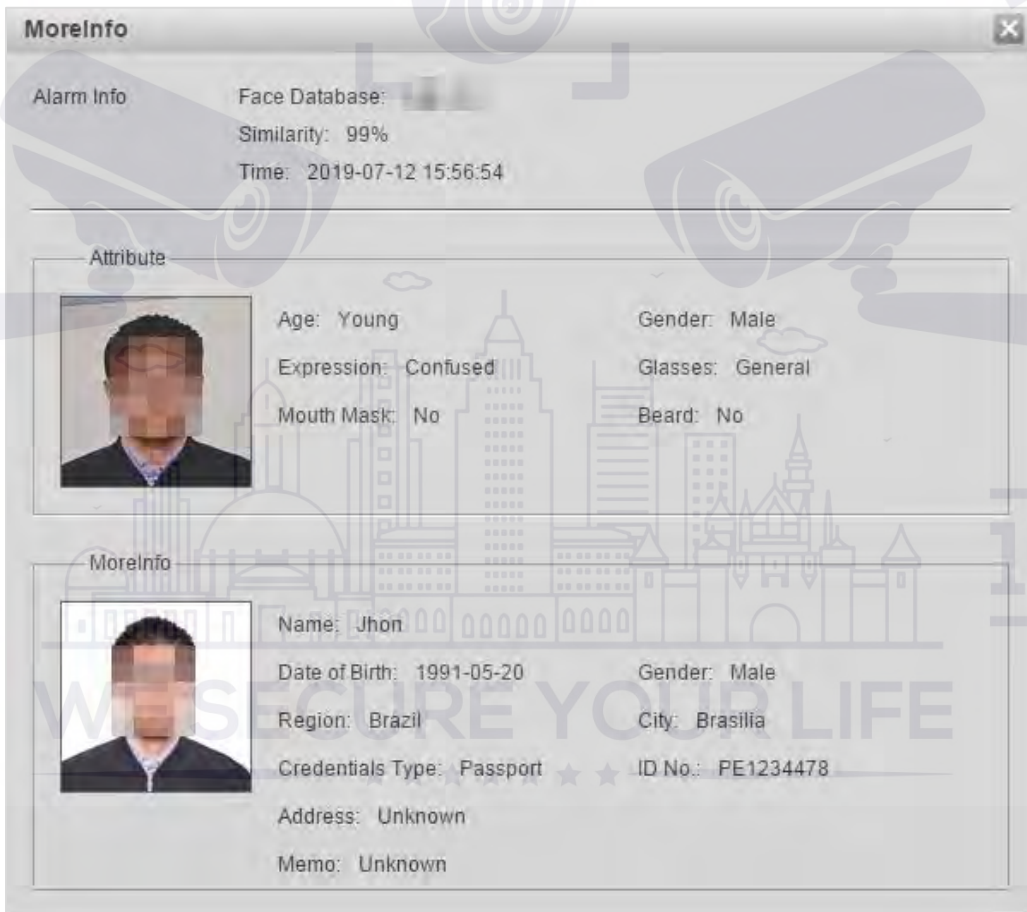 MoreInfo
Alarm Info Face Database:
Similarity: 99%
Time: 2019-07-12 15:56:54
Attribute
Age: Young Gender: Male
Expression: Confused Glasses: General
Mouth Mask: No Beard: No
MoreInfo
Name: Jhon
Date of Birth: 1991-05-20 Gender: Male
Region: Brazil City: Brasilia
WE SECURE YOUR LIFE
Credentials Type: Passport ID No.: PE1234478
Address: Unknown
Memo: Unknown